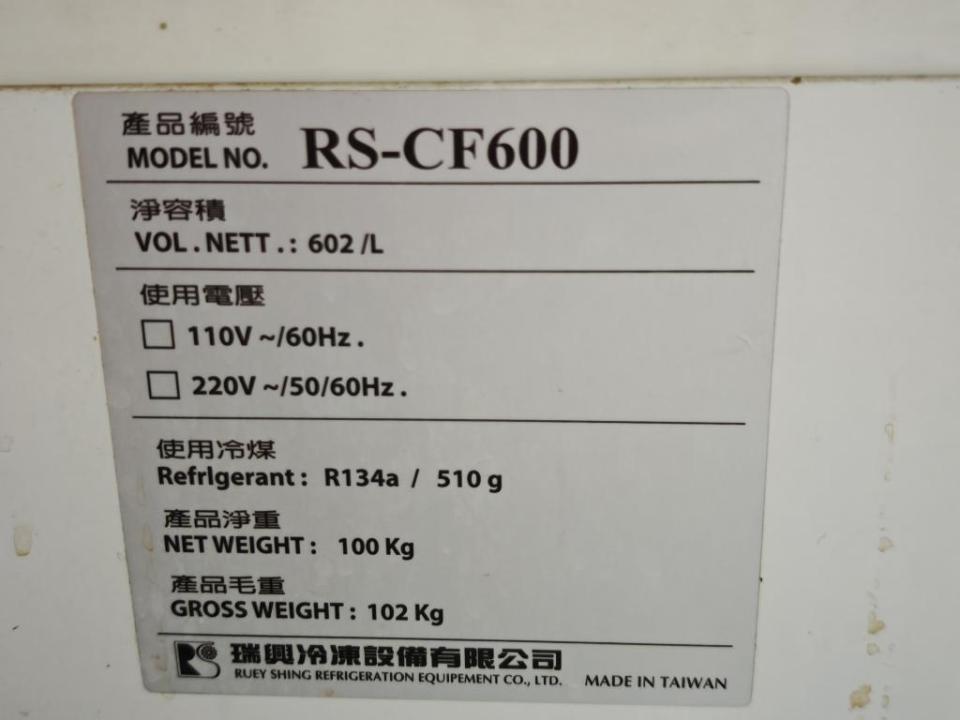 產品編號
MODEL NO. RS-CF600
淨容積
VOL . NETT . : 602 /L
使用電壓
110V ~/60Hz .
220V ~/50/60Hz .
使用冷煤
Refrlgerant : R134a / 510 g
產品淨重
NET WEIGHT : 100 Kg
產品毛重
GROSS WEIGHT : 102 Kg
RS 瑞興冷凍設備有限公司
RUEY SHING REFRIGERATION EQUIPEMENT CO., LTD. MADE IN TAIWAN